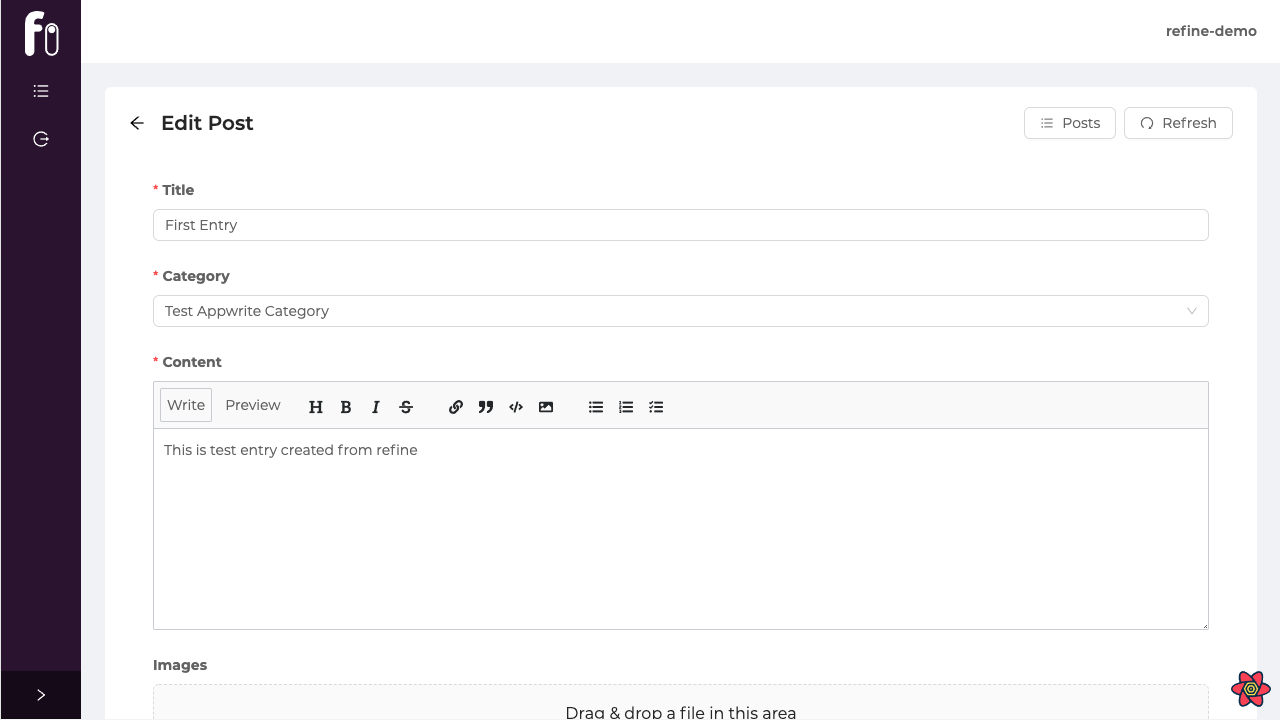 refine-demo
Edit Post
Posts
Refresh
* Title
First Entry
* Category
Test Appwrite Category
* Content
Write Preview H B I S
This is test entry created from refine
Images
Drag & drop a file in this area